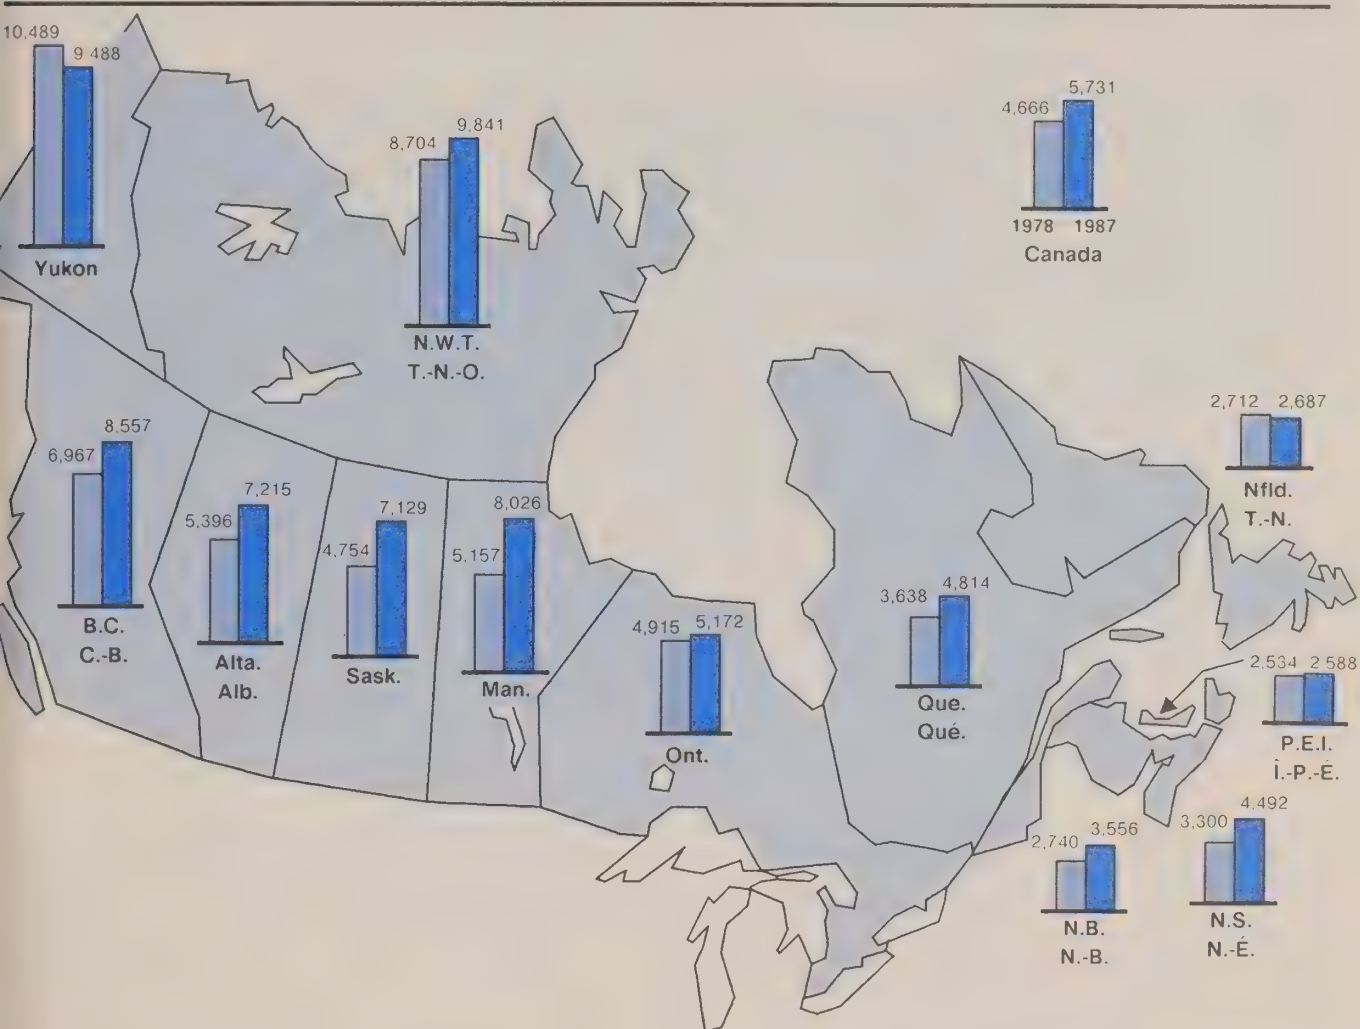 10,489
9 488
Yukon
8,704
9,841
N.W.T.
T.-N.-O.
4,666
5,731
1978 1987
Canada
6,967
8,557
B.C.
C.-B.
5,396
7,215
Alta.
Alb.
4,754
7,129
Sask.
5,157
8,026
Man.
4,915
5,172
Ont.
3,638
4,814
Que.
Qué.
2,712
2,687
Nfld.
T.-N.
2,534
2 588
P.E.I.
Î.-P.-É.
2,740
3,556
N.B.
N.-B.
3,300
4,492
N.S.
N.-É.